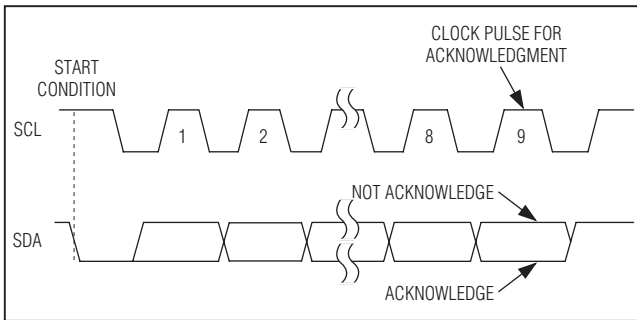 CLOCK PULSE FOR
ACKNOWLEDGMENT
START
CONDITION
SCL
1
2
8
9
NOT ACKNOWLEDGE
SDA
ACKNOWLEDGE